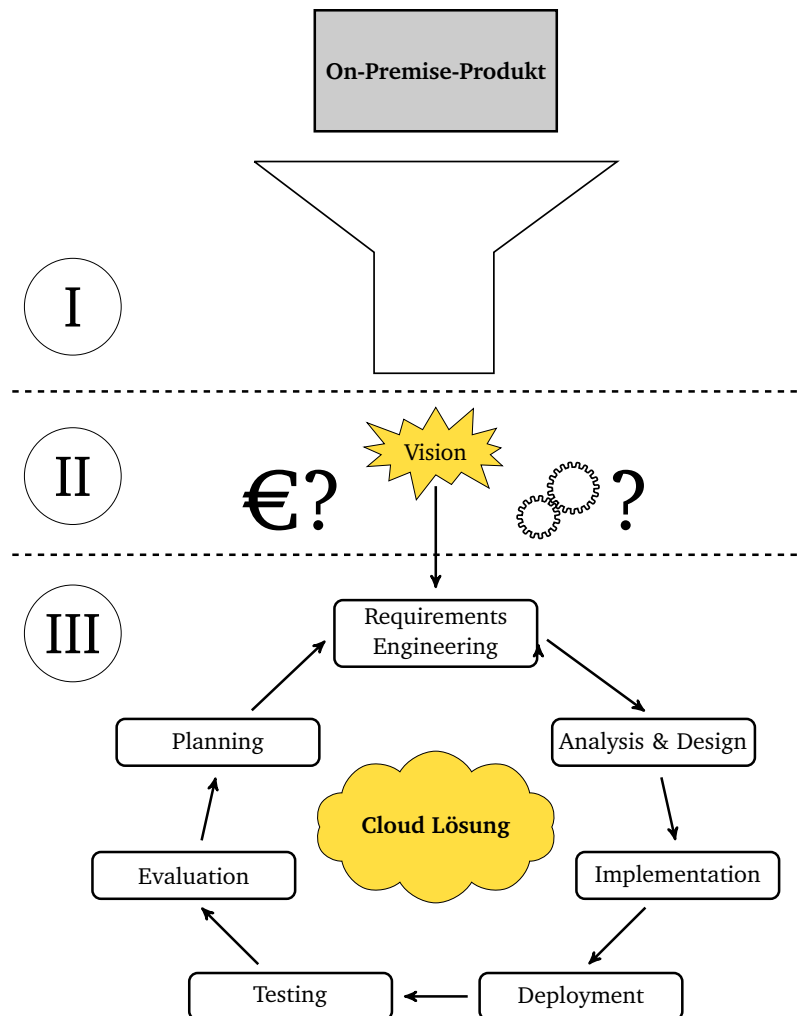 On-Premise-Produkt
I
II
€?
Vision
?
III
Requirements
Engineering
Planning
Analysis & Design
Cloud Lösung
Evaluation
Implementation
Testing
Deployment